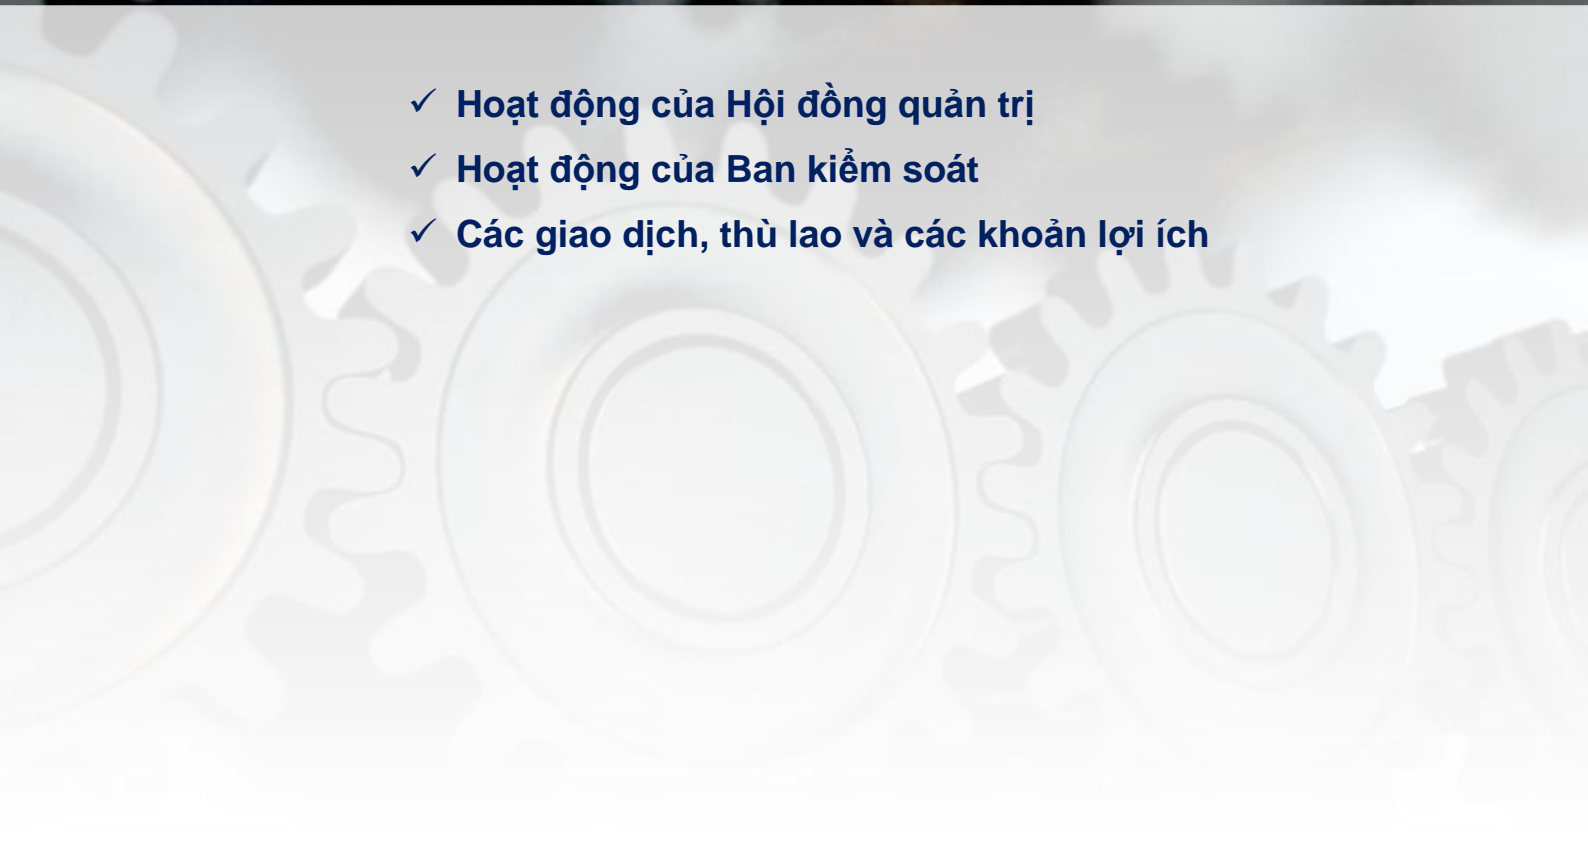 ✓ Hoạt động của Hội đồng quản trị
✓ Hoạt động của Ban kiểm soát
✓ Các giao dịch, thù lao và các khoản lợi ích